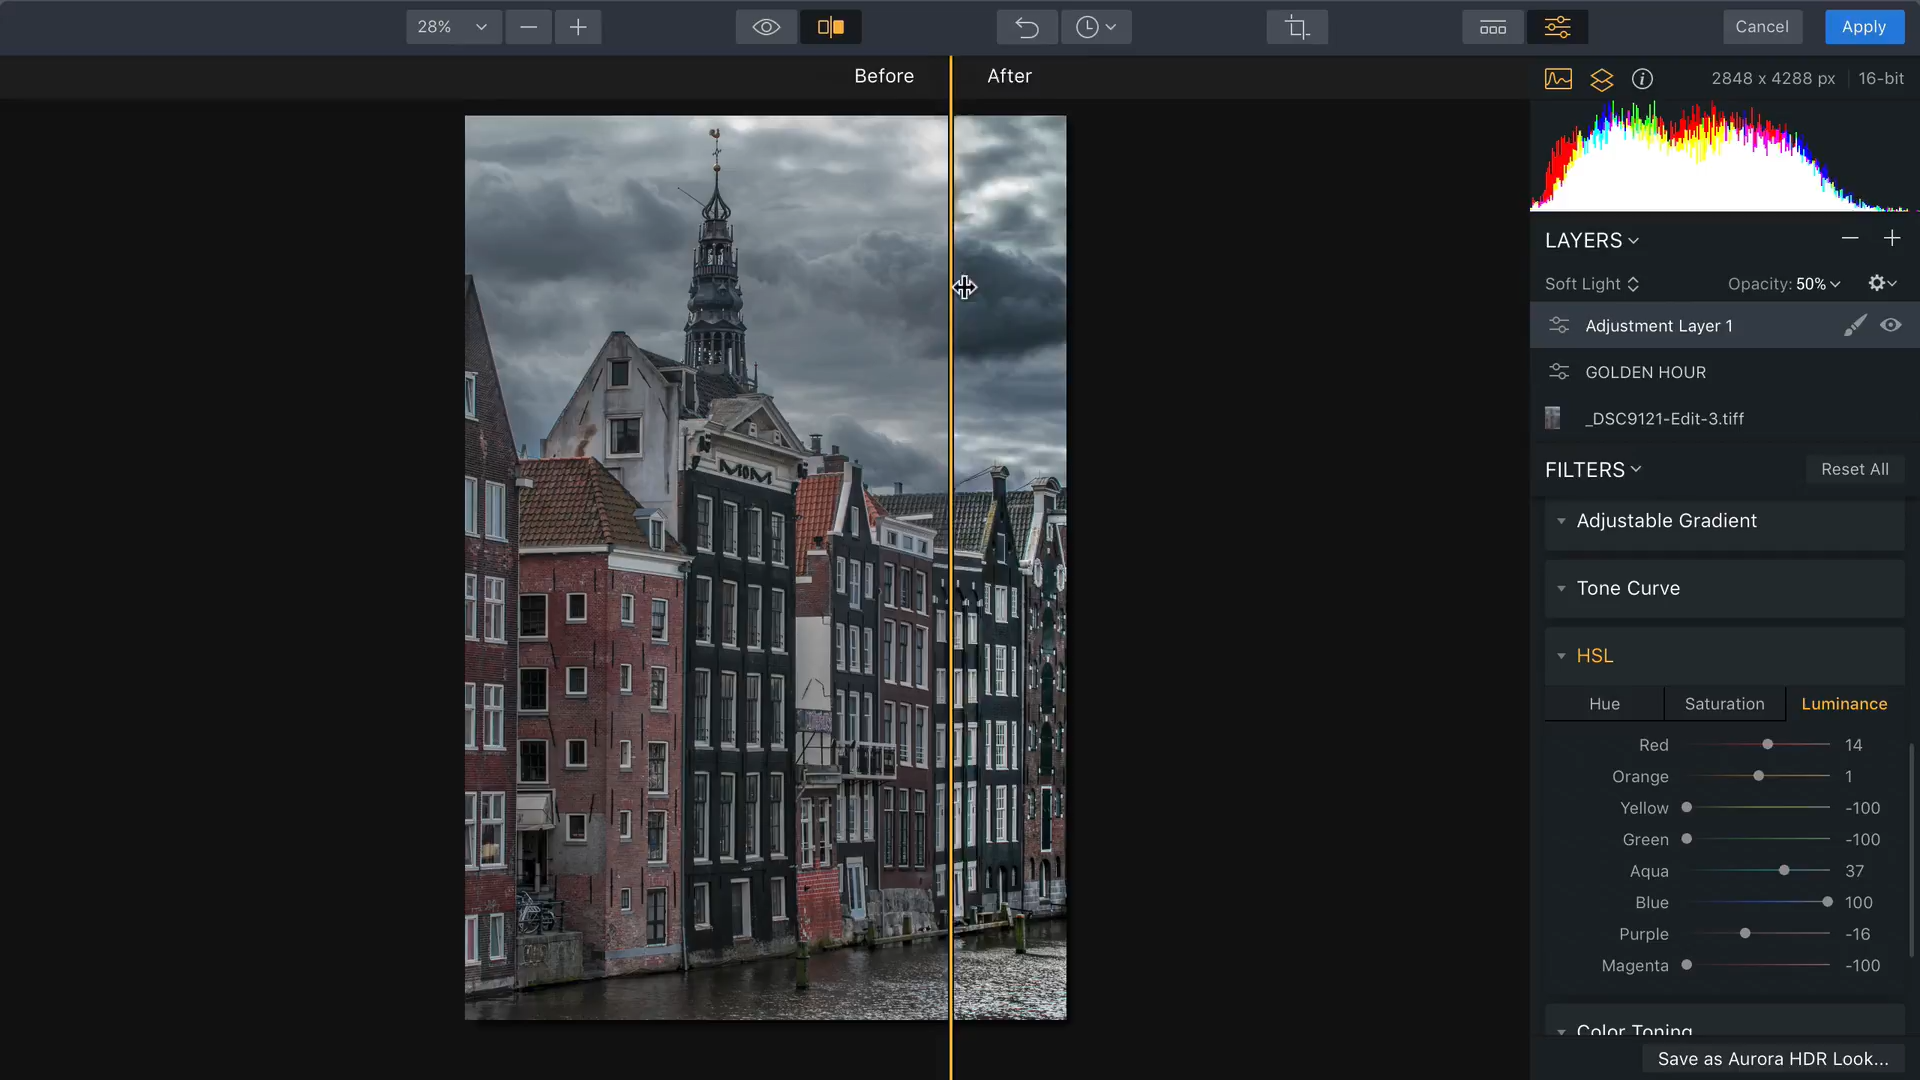 28%
Cancel
Apply
Before
After
2848 x 4288 px
16-bit
LAYERS
Soft Light
Opacity: 50%
Adjustment Layer 1
GOLDEN HOUR
_DSC9121-Edit-3.tiff
FILTERS
Reset All
Adjustable Gradient
Tone Curve
HSL
Hue
Saturation
Luminance
Red 14
Orange 1
Yellow -100
Green -100
Aqua 37
Blue 100
Purple -16
Magenta -100
Color Toning
Save as Aurora HDR Look...